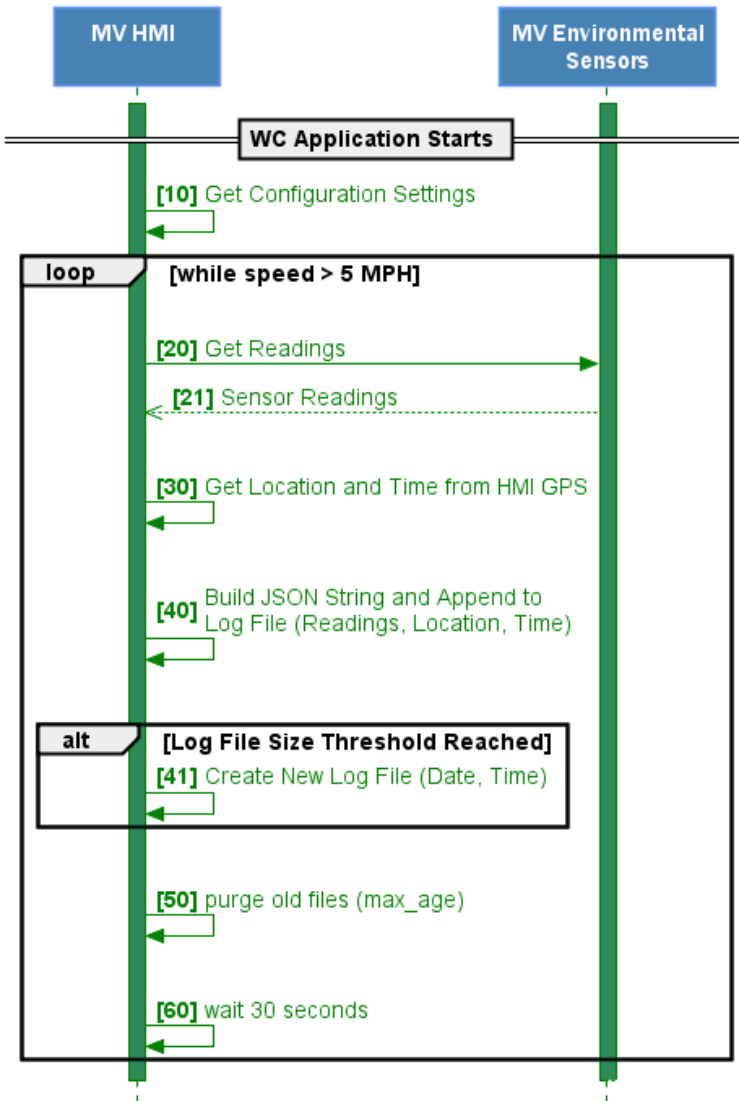 MV HMI
MV Environmental
Sensors
WC Application Starts
[10] Get Configuration Settings
loop
[while speed > 5 MPH]
[20] Get Readings
[21] Sensor Readings
[30] Get Location and Time from HMI GPS
[40] Build JSON String and Append to
Log File (Readings, Location, Time)
alt
[Log File Size Threshold Reached]
[41] Create New Log File (Date, Time)
[50] purge old files (max_age)
[60] wait 30 seconds